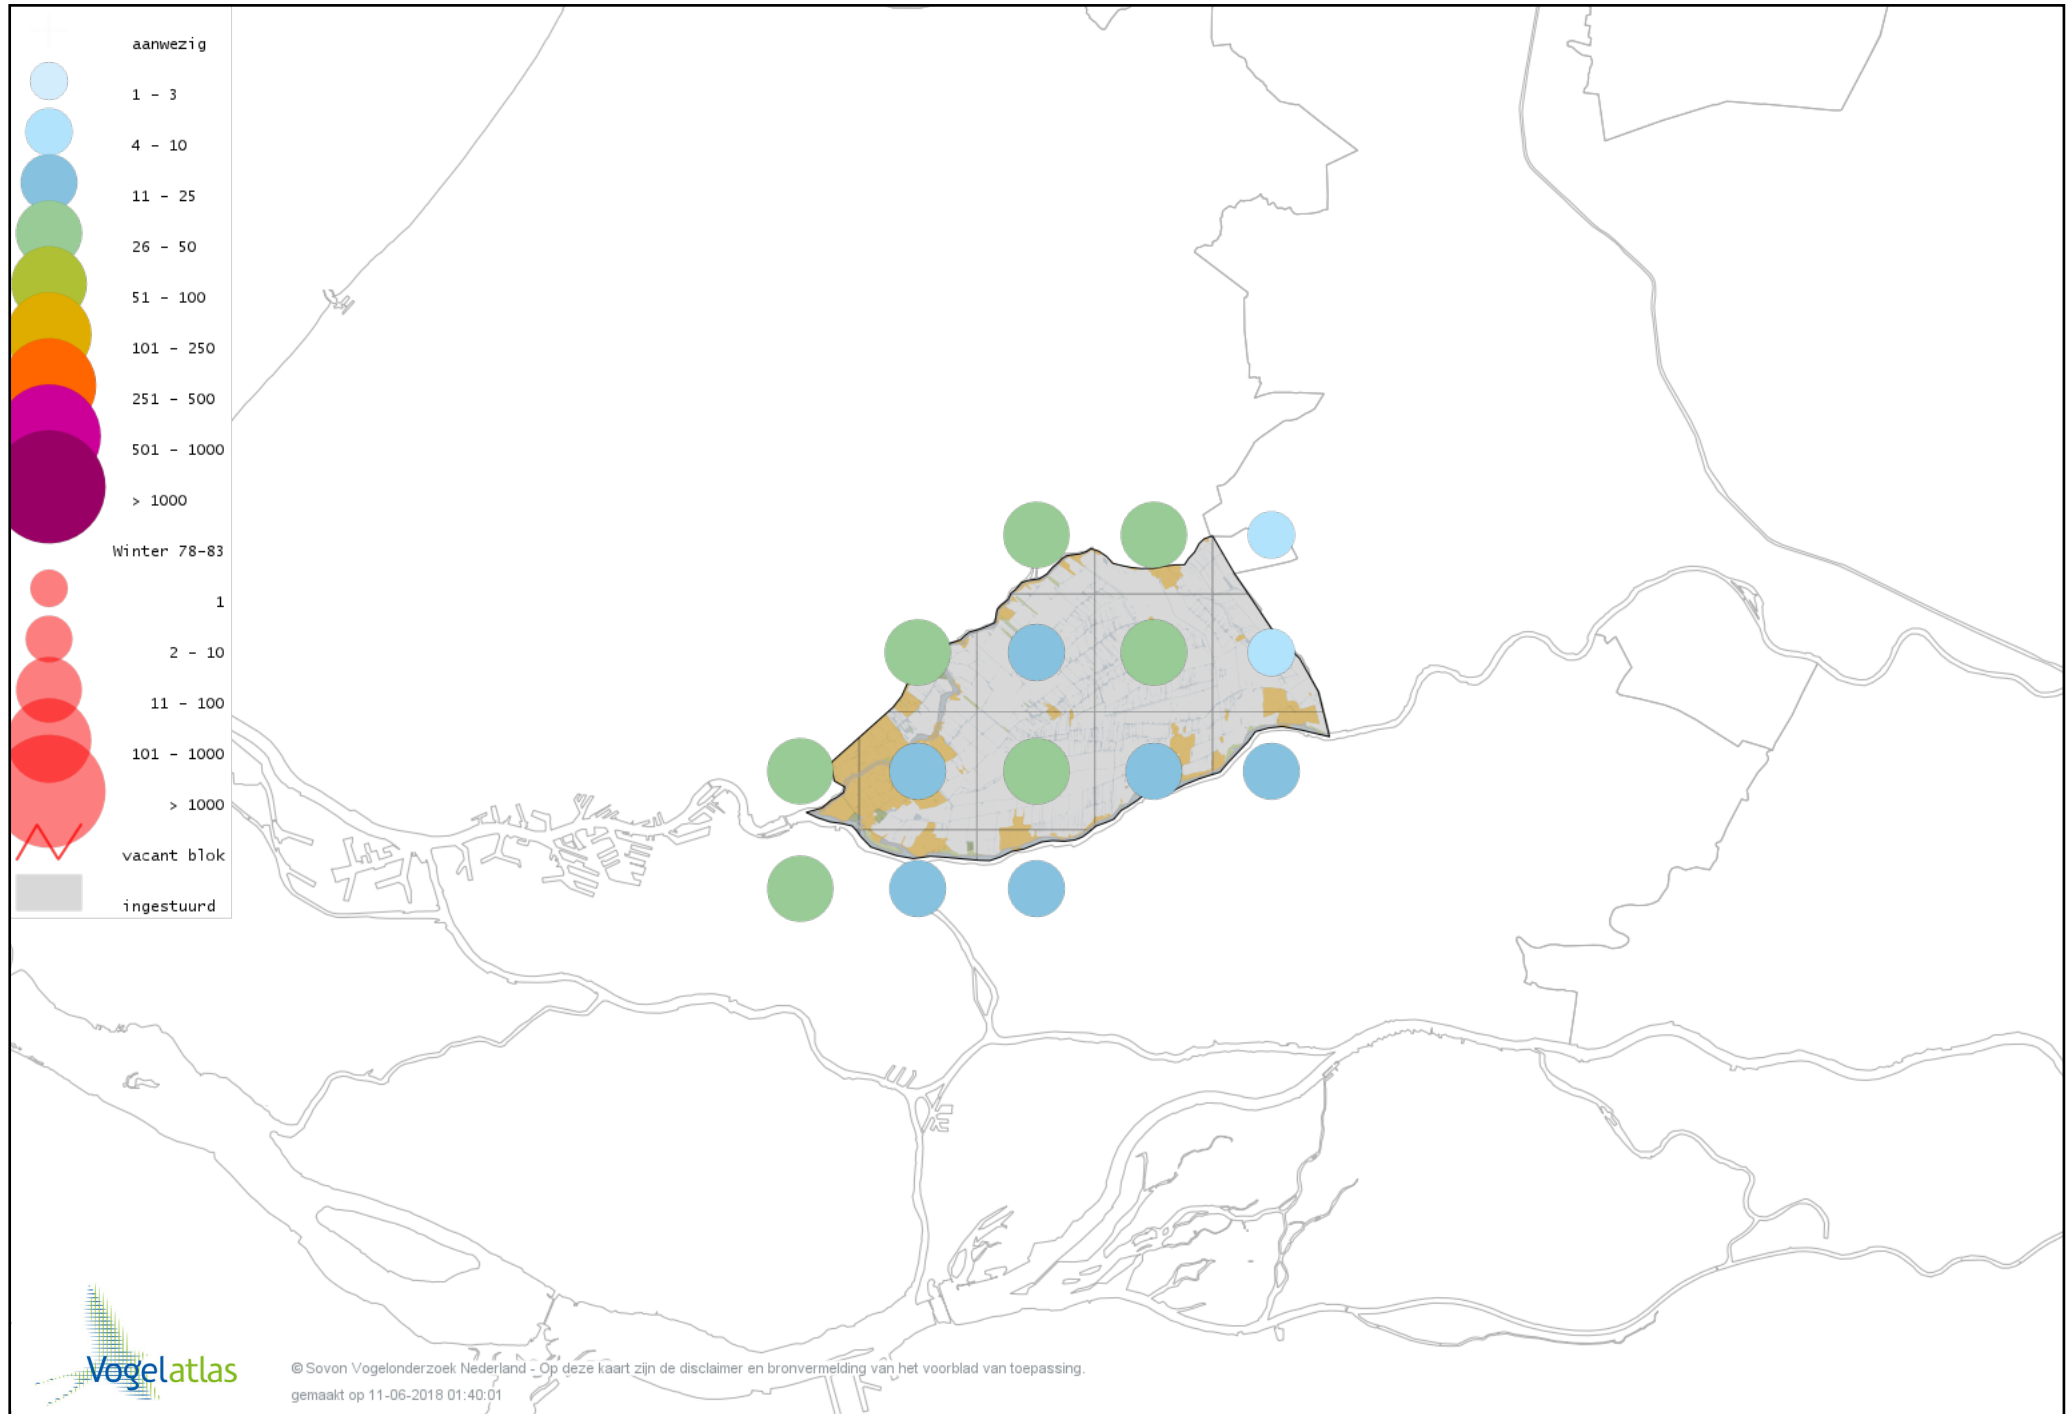 aanwezig
1 - 3
4 - 10
11 - 25
26 - 50
51 - 100
101 - 250
251 - 500
501 - 1000
> 1000
Winter 78-83
1
2 - 10
11 - 100
101 - 1000
> 1000
vacant blok
ingestuurd
Vogelatlas
© Sovon Vogelonderzoek Nederland - Op deze kaart zijn de disclaimer en bronvermelding van het voorblad van toepassing.
gemaakt op 11-06-2018 01:40:01